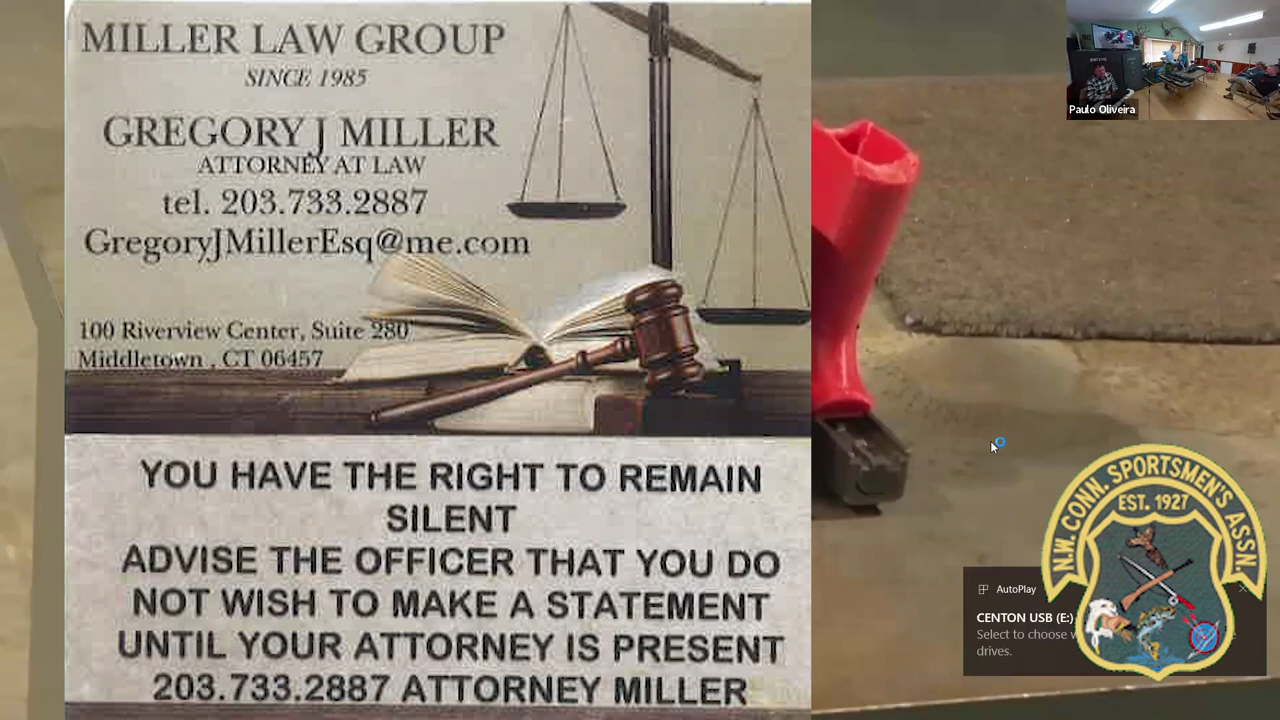 MILLER LAW GROUP
SINCE 1985
GREGORY J MILLER
ATTORNEY AT LAW
tel. 203.733.2887
GregoryJMillerEsq@me.com
100 Riverview Center, Suite 280
Middletown , CT 06457
YOU HAVE THE RIGHT TO REMAIN
SILENT
ADVISE THE OFFICER THAT YOU DO
NOT WISH TO MAKE A STATEMENT
UNTIL YOUR ATTORNEY IS PRESENT
203.733.2887 ATTORNEY MILLER
Paulo Oliveira
N.W. CONN. SPORTSMEN'S ASSN.
EST. 1927
AutoPlay
CENTON USB (E:)
Select to choose
drives.